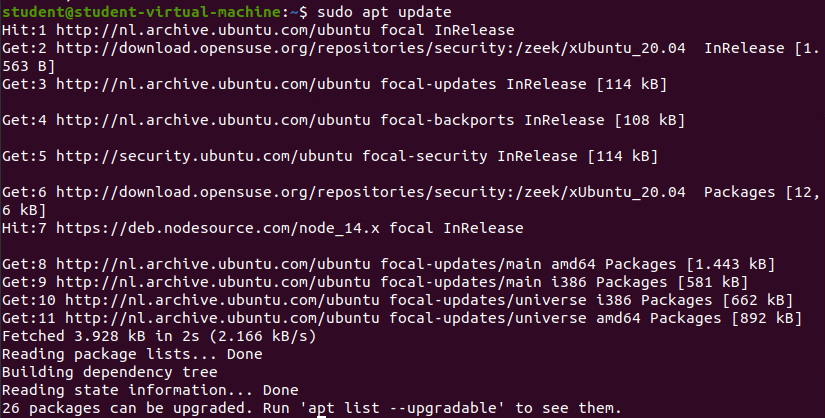 student@student-virtual-machine:~$ sudo apt update
Hit:1 http://nl.archive.ubuntu.com/ubuntu focal InRelease
Get:2 http://download.opensuse.org/repositories/security:/zeek/xUbuntu_20.04  InRelease [1.
563 B]
Get:3 http://nl.archive.ubuntu.com/ubuntu focal-updates InRelease [114 kB]
Get:4 http://nl.archive.ubuntu.com/ubuntu focal-backports InRelease [108 kB]
Get:5 http://security.ubuntu.com/ubuntu focal-security InRelease [114 kB]
Get:6 http://download.opensuse.org/repositories/security:/zeek/xUbuntu_20.04  Packages [12,
6 kB]
Hit:7 https://deb.nodesource.com/node_14.x focal InRelease
Get:8 http://nl.archive.ubuntu.com/ubuntu focal-updates/main amd64 Packages [1.443 kB]
Get:9 http://nl.archive.ubuntu.com/ubuntu focal-updates/main i386 Packages [581 kB]
Get:10 http://nl.archive.ubuntu.com/ubuntu focal-updates/universe i386 Packages [662 kB]
Get:11 http://nl.archive.ubuntu.com/ubuntu focal-updates/universe amd64 Packages [892 kB]
Fetched 3.928 kB in 2s (2.166 kB/s)
Reading package lists... Done
Building dependency tree
Reading state information... Done
26 packages can be upgraded. Run 'apt list --upgradable' to see them.